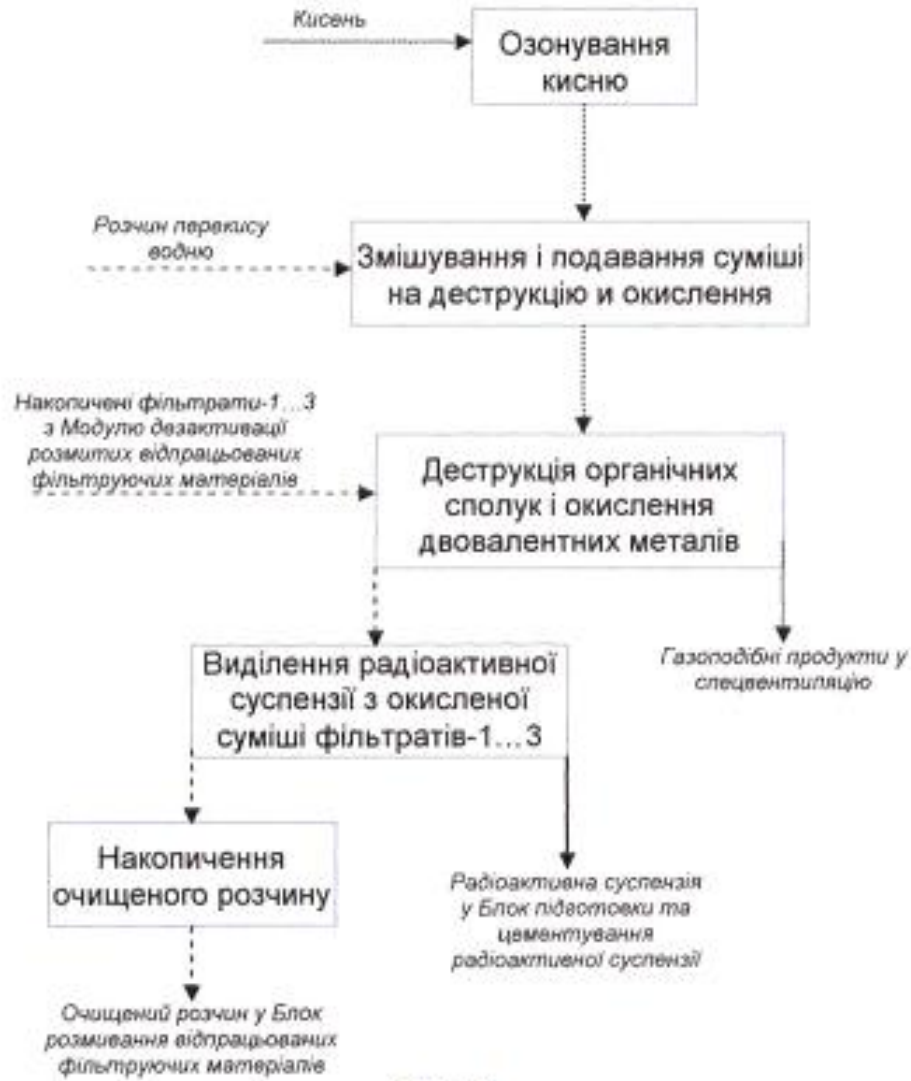 Кисень
Озонування
кисню
Розчин перекису
водню
Змішування і подавання суміші
на деструкцію и окислення
Накопичені фільтрати-1...3
з Модулю дезактивації
розмитих відпрацьованих
фільтруючих матеріалів
Деструкція органічних
сполук і окислення
двовалентних металів
Газоподібні продукти у
спецвентиляцію
Виділення радіоактивної
суспензії з окисленої
суміші фільтратів-1...3
Накопичення
очищеного розчину
Радіоактивна суспензія
у Блок підготовки та
цементування
радіоактивної суспензії
Очищений розчин у Блок
розмивання відпрацьованих
фільтруючих матеріалів